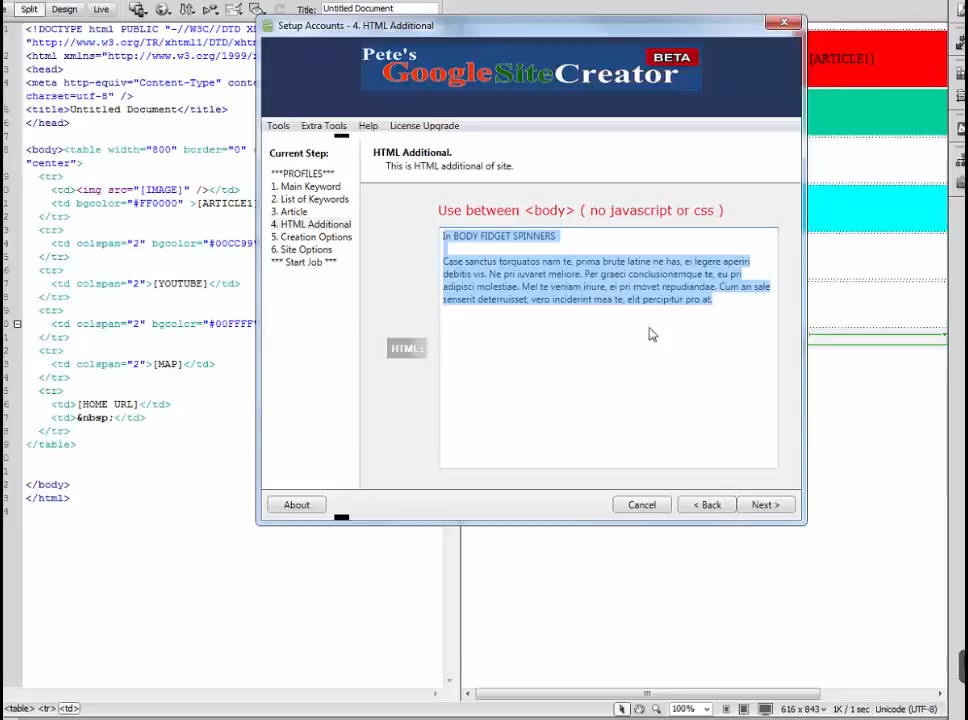 Split Design Live Title: Untitled Document
<!DOCTYPE html PUBLIC "-//W3C//DTD
"http://www.w3.org/TR/xhtml1/DTD/
<html xmlns="http://www.w3.org/1999/
<head>
<meta http-equiv="Content-Type"
charset=utf-8" />
<title>Untitled Document</title>
</head>
<body><table width="800" border="0"
"center">
<tr>
<td><img src="[IMAGE]" /></td>
<td bgcolor="#FF0000" >[ARTICLE1]
</tr>
<tr>
<td colspan="2" bgcolor="#00CC99"
</tr>
<tr>
<td colspan="2">[YOUTUBE]</td>
</tr>
<tr>
<td colspan="2" bgcolor="#00FFFF"
</tr>
<tr>
<td colspan="2">[MAP]</td>
</tr>
<tr>
<td>[HOME URL]</td>
<td>&nbsp;</td>
</tr>
</table>
</body>
</html>
Setup Accounts - 4. HTML Additional
Pete's
GoogleSiteCreator
BETA
Tools Extra Tools Help License Upgrade
Current Step:
***PROFILES***
1. Main Keyword
2. List of Keywords
3. Article
4. HTML Additional
5. Creation Options
6. Site Options
*** Start Job ***
HTML Additional.
This is HTML additional of site.
Use between <body> ( no javascript or css )
HTML:
In BODY FIDGET SPINNERS
Case sanctus torquatos nam te, prima brute latine ne has, ei legere aperiri
debitis vis. Ne pri iuvaret meliore. Per graeci conclusionemque te, eu pri
adipisci molestiae. Mel te veniam iriure, ei pri movet repudiandae. Cum an sale
senserit deterruisset, vero inciderint mea te, elit percipitur pro at.
About Cancel < Back Next >
[ARTICLE1]
<table> <tr> <td>
100% 616 x 843 1K / 1 sec Unicode (UTF-8)